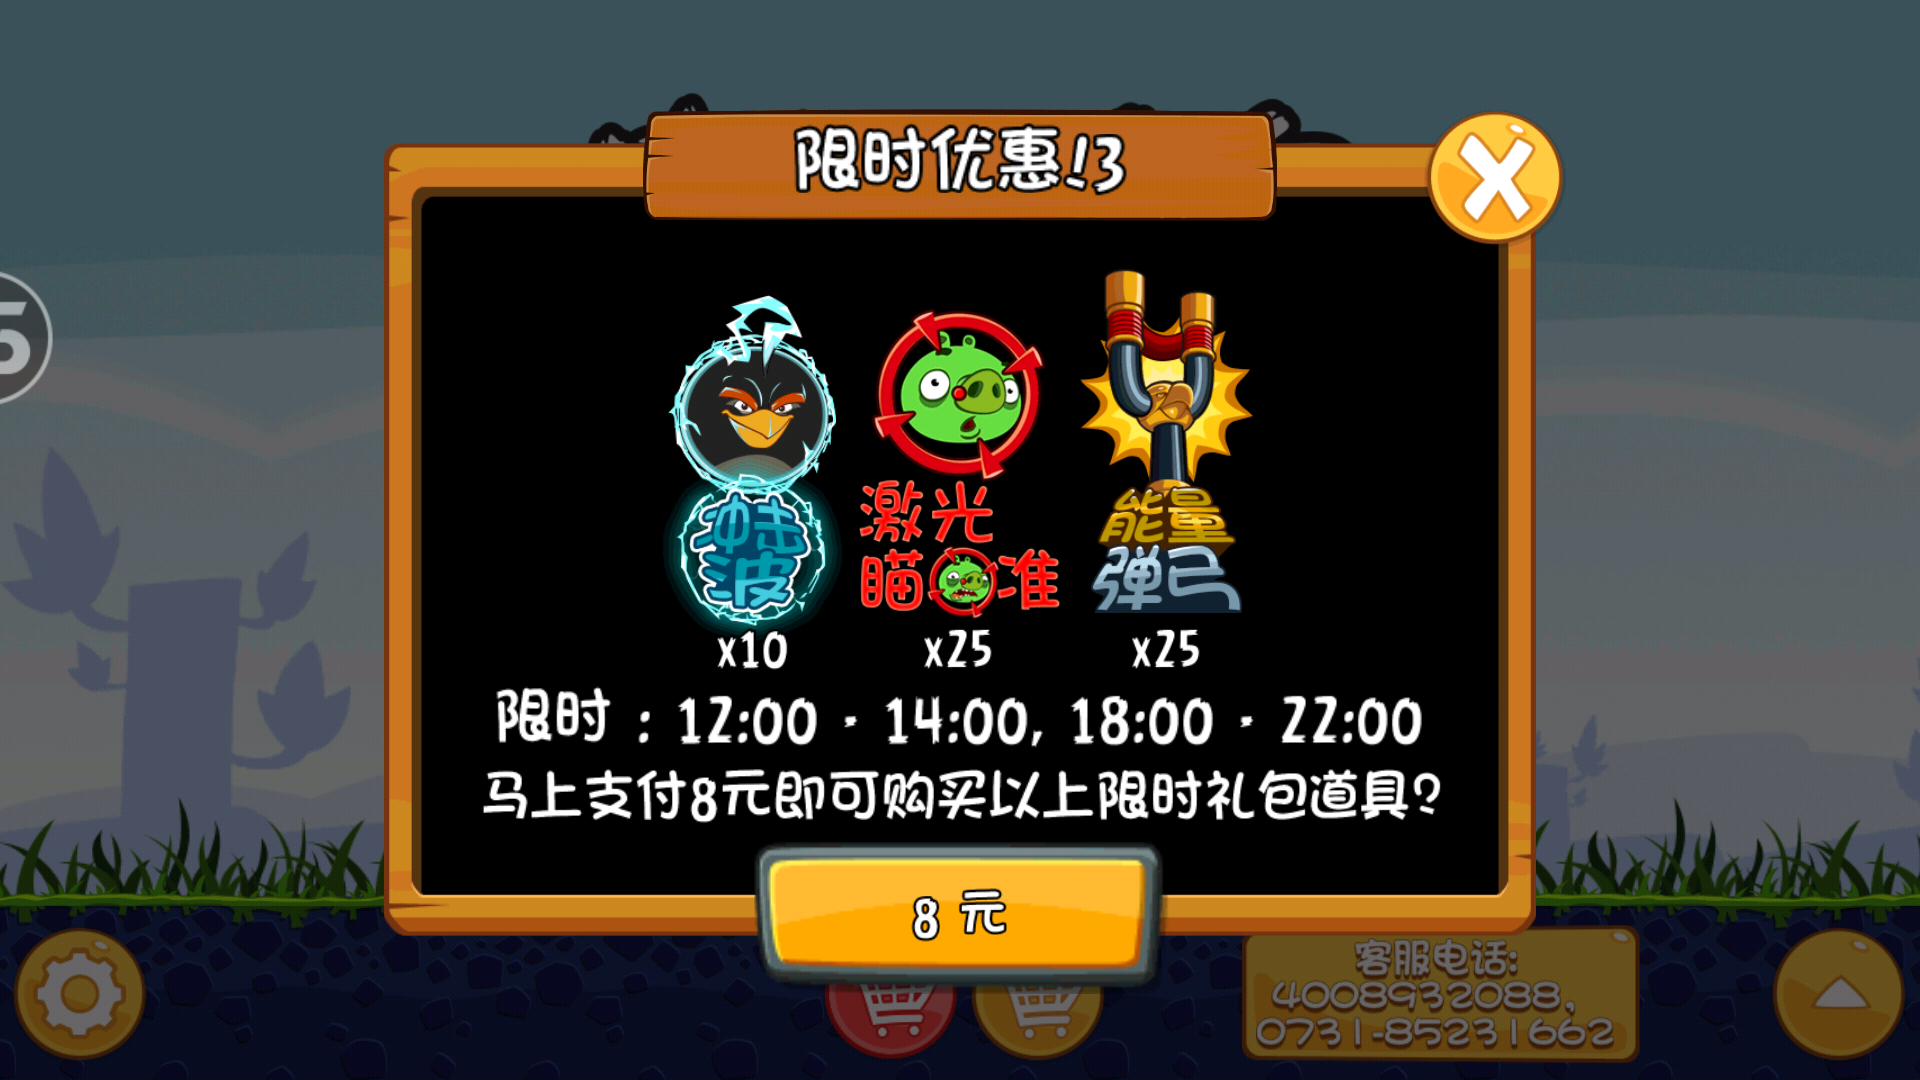 限时优惠!3
5
冲击
波
激光
瞄准
能量
弹弓
x10
x25
x25
限时：12:00 - 14:00, 18:00 - 22:00
马上支付8元即可购买以上限时礼包道具?
8 元
客服电话:
4008932088,
0731-85231662